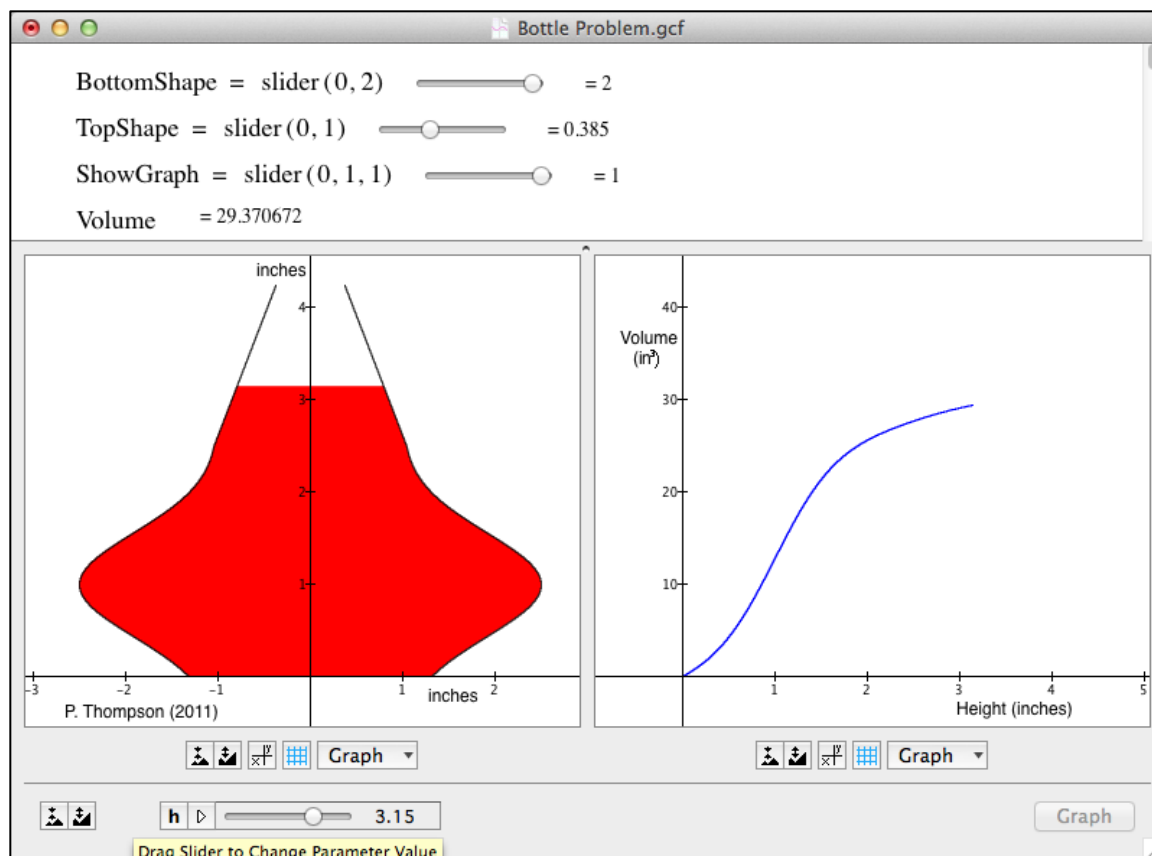 Bottle Problem.gcf
BottomShape = slider(0, 2) = 2
TopShape = slider(0, 1) = 0.385
ShowGraph = slider(0, 1, 1) = 1
Volume = 29.370672
inches
4
3
2
1
-3 -2 -1 1 inches 2
P. Thompson (2011)
40
Volume
(in³)
30
20
10
1 2 3 4 5
Height (inches)
x y Graph
x y Graph
h 3.15
Graph
Drag Slider to Change Parameter Value